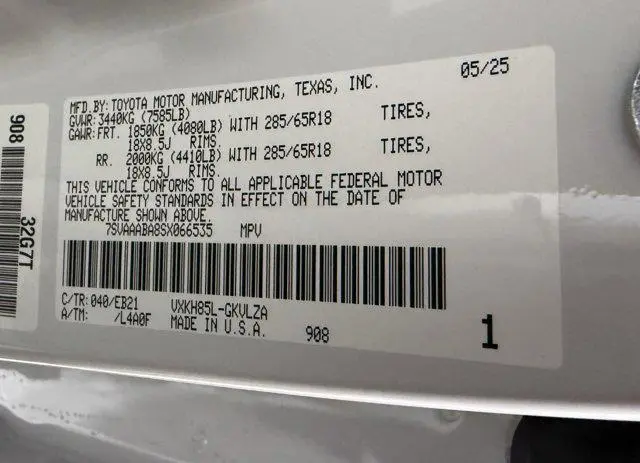 MFD.BY:TOYOTA MOTOR MANUFACTURING, TEXAS, INC. 05/25
GVWR:3440KG (7585LB)
GAWR:FRT. 1850KG (4080LB) WITH 285/65R18 TIRES,
18X8.5J RIMS.
RR. 2000KG (4410LB) WITH 285/65R18 TIRES,
18X8.5J RIMS.
THIS VEHICLE CONFORMS TO ALL APPLICABLE FEDERAL MOTOR
VEHICLE SAFETY STANDARDS IN EFFECT ON THE DATE OF
MANUFACTURE SHOWN ABOVE.
7SVAAABA8SX066535 MPV
C/TR:040/EB21 VXKH85L-GKVLZA
A/TM: /L4A0F MADE IN U.S.A. 908 1
908
32G7T